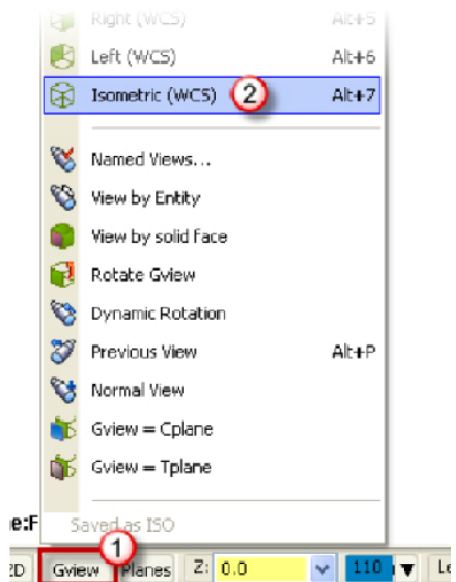 Right (WCS) Alt+5
Left (WCS) Alt+6
Isometric (WCS) 2 Alt+7
Named Views...
View by Entity
View by solid face
Rotate Gview
Dynamic Rotation
Previous View Alt+P
Normal View
Gview = Cplane
Gview = Tplane
e:F Saved as ISO
1
2D Gview Planes Z: 0.0 110 Le